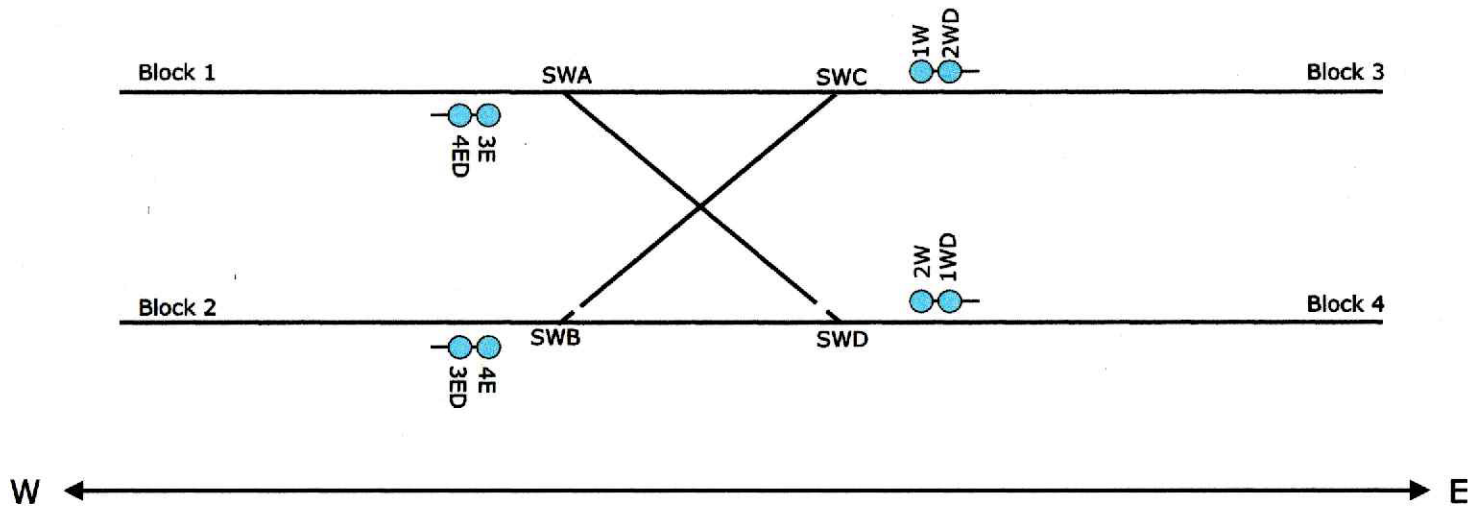 1W
2WD
Block 1
SWA
SWC
Block 3
4ED
3E
2W
1WD
Block 2
SWB
SWD
Block 4
3ED
4E
W
E